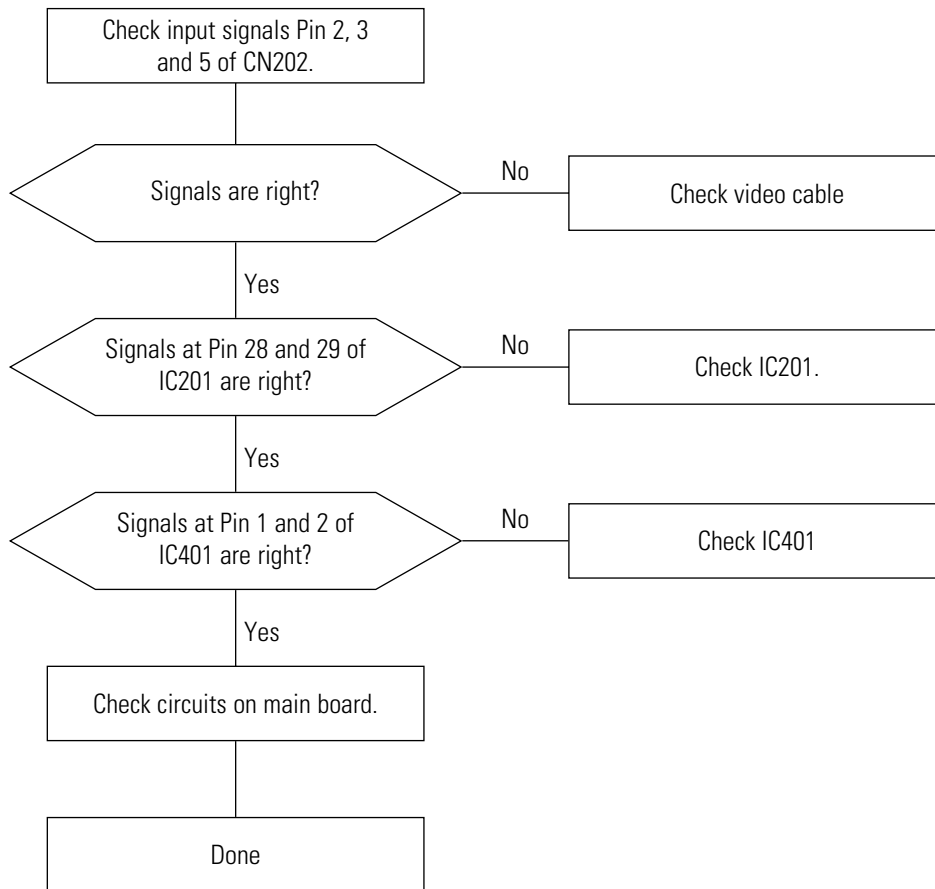 Check input signals Pin 2, 3
and 5 of CN202.
Signals are right?
No
Check video cable
Yes
Signals at Pin 28 and 29 of
IC201 are right?
No
Check IC201.
Yes
Signals at Pin 1 and 2 of
IC401 are right?
No
Check IC401
Yes
Check circuits on main board.
Done